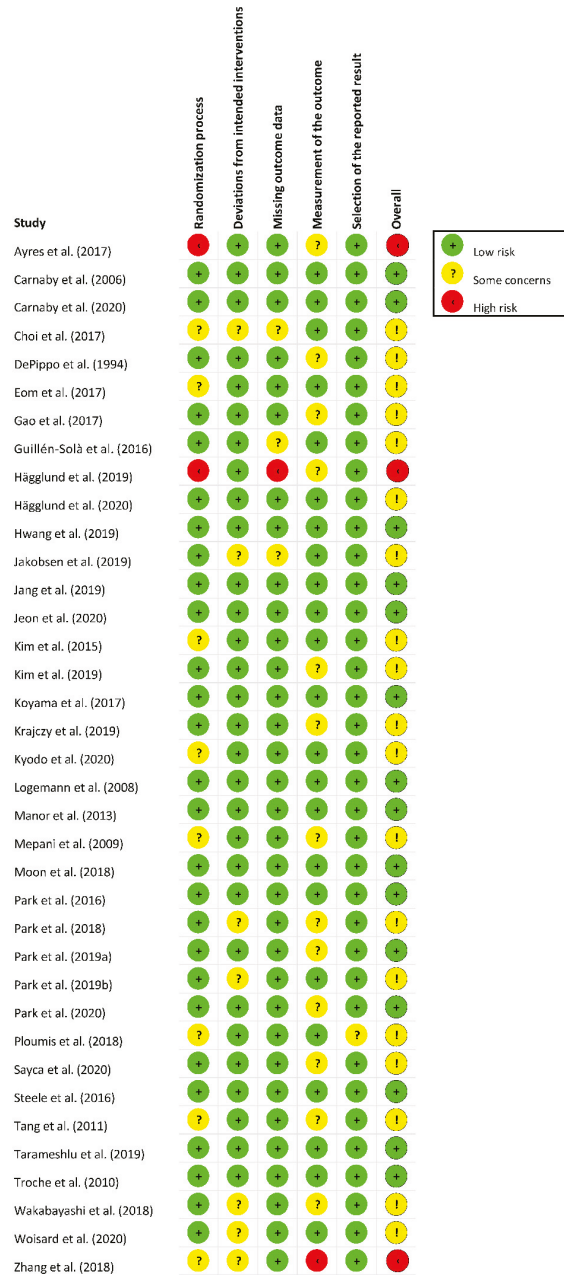 Randomization process
Deviations from intended interventions
Missing outcome data
Measurement of the outcome
Selection of the reported result
Overall
Study
Low risk
Some concerns
High risk
Ayres et al. (2017) - + + ? + -
Carnaby et al. (2006) + + + + + +
Carnaby et al. (2020) + + + + + +
Choi et al. (2017) ? ? ? + + !
DePippo et al. (1994) + + + ? + !
Eom et al. (2017) ? + + + + !
Gao et al. (2017) + + + ? + !
Guillén-Solà et al. (2016) + + ? + + !
Hägglund et al. (2019) - + - ? + -
Hägglund et al. (2020) + + + + + !
Hwang et al. (2019) + + + + + +
Jakobsen et al. (2019) + ? ? + + !
Jang et al. (2019) + + + + + +
Jeon et al. (2020) + + + + + +
Kim et al. (2015) ? + + + + !
Kim et al. (2019) + + + ? + !
Koyama et al. (2017) + + + + + +
Krajczy et al. (2019) + + + ? + !
Kyodo et al. (2020) ? + + + + !
Logemann et al. (2008) + + + + + +
Manor et al. (2013) + + + + + +
Mepani et al. (2009) ? + + ? + !
Moon et al. (2018) + + + + + +
Park et al. (2016) + + + + + +
Park et al. (2018) + ? + ? + !
Park et al. (2019a) + + + ? + +
Park et al. (2019b) + ? + + + !
Park et al. (2020) + + + ? + +
Ploumis et al. (2018) ? + + + ? !
Sayca et al. (2020) + + + ? + !
Steele et al. (2016) + + + + + +
Tang et al. (2011) ? + + ? + !
Tarameshlu et al. (2019) + + + + + +
Troche et al. (2010) + + + + + +
Wakabayashi et al. (2018) + ? + ? + !
Woisard et al. (2020) + ? + + + !
Zhang et al. (2018) ? ? + - + -